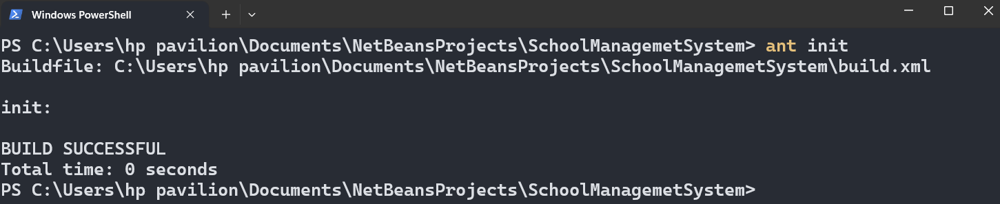 Windows PowerShell
PS C:\Users\hp pavilion\Documents\NetBeansProjects\SchoolManagemetSystem> ant init
Buildfile: C:\Users\hp pavilion\Documents\NetBeansProjects\SchoolManagemetSystem\build.xml
init:
BUILD SUCCESSFUL
Total time: 0 seconds
PS C:\Users\hp pavilion\Documents\NetBeansProjects\SchoolManagemetSystem>